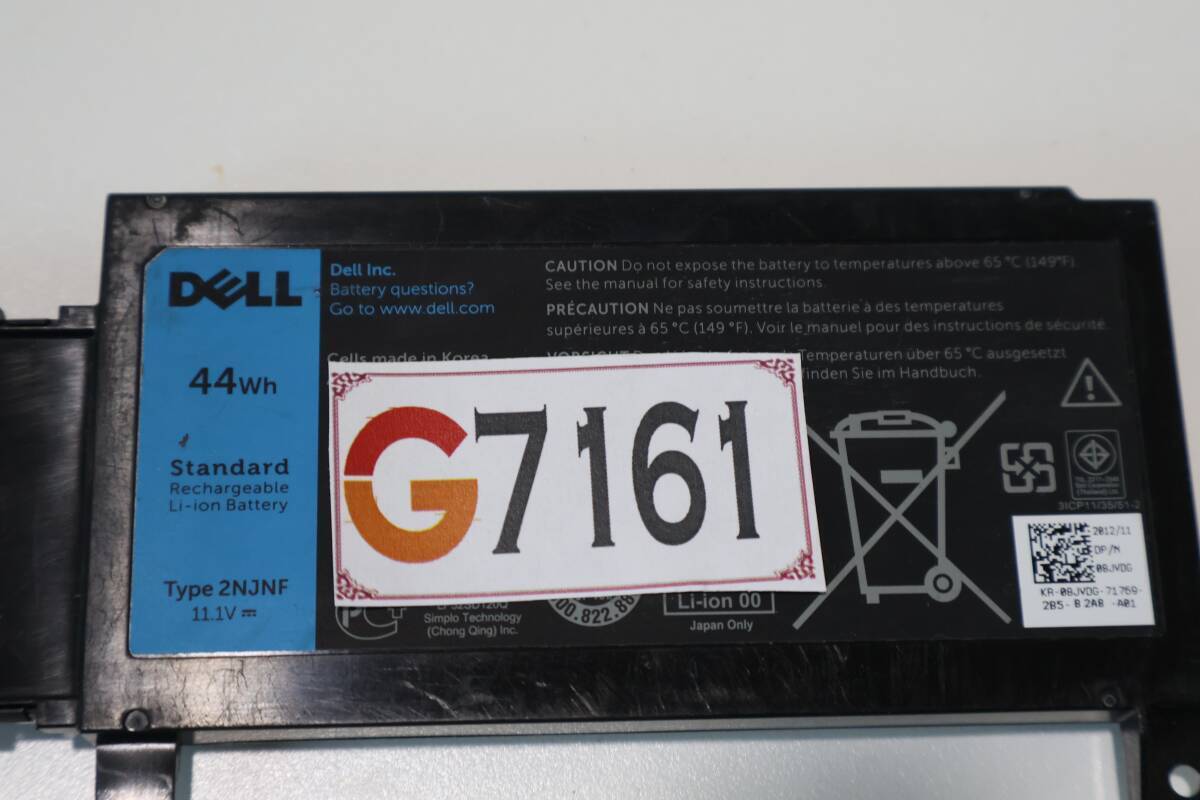 DELL
44Wh
Standard
Rechargeable
Li-ion Battery
Type 2NJNF
11.1V
Dell Inc.
Battery questions?
Go to www.dell.com
Cells made in Korea
CAUTION Do not expose the battery to temperatures above 65 °C (149°F).
See the manual for safety instructions.
PRÉCAUTION Ne pas soumettre la batterie à des temperatures
supérieures à 65 °C (149 °F). Voir le manuel pour des instructions de sécurité.
VORSICHT
Temperaturen über 65 °C ausgesetzt
finden Sie im Handbuch.
G7161
Simplo Technology
(Chong Qing) Inc.
Li-ion 00
Japan Only
3ICP11/35/51-2
2012/11
DP/N
08JVDG
KR-08JVDG-71769-
2B5- B 2A8 -A01